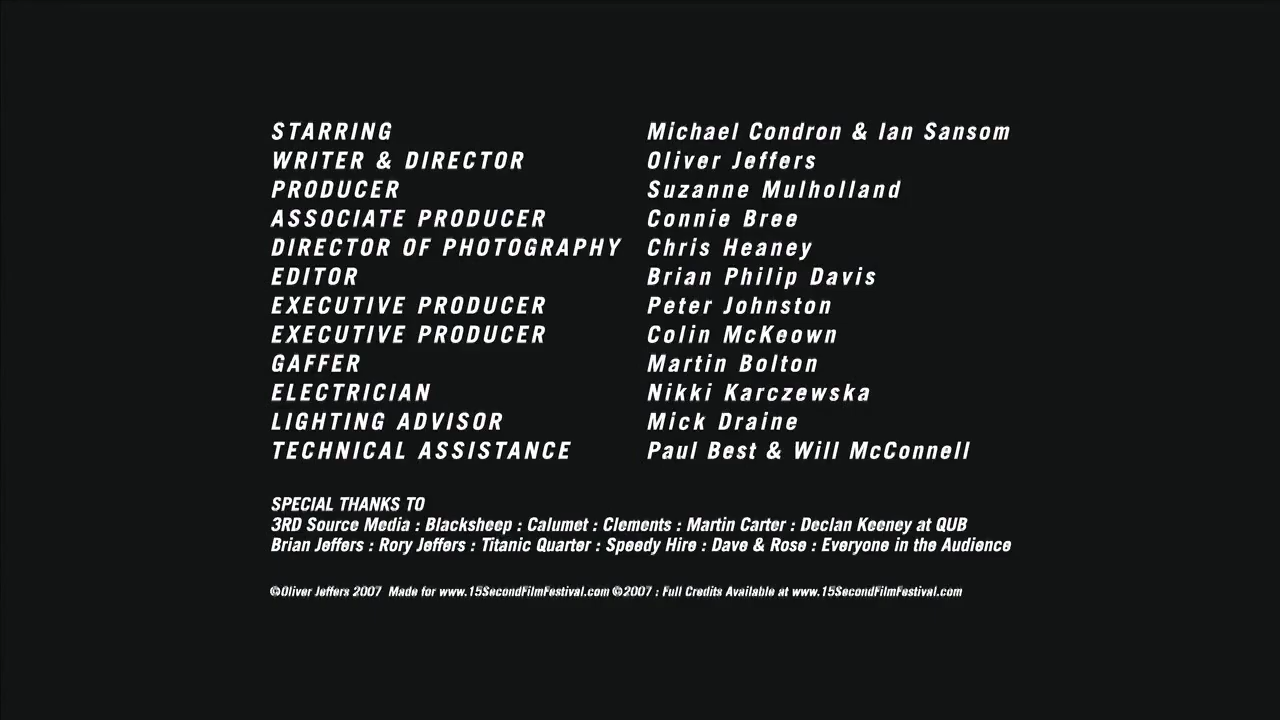 STARRING Michael Condron & Ian Sansom
WRITER & DIRECTOR Oliver Jeffers
PRODUCER Suzanne Mulholland
ASSOCIATE PRODUCER Connie Bree
DIRECTOR OF PHOTOGRAPHY Chris Heaney
EDITOR Brian Philip Davis
EXECUTIVE PRODUCER Peter Johnston
EXECUTIVE PRODUCER Colin McKeown
GAFFER Martin Bolton
ELECTRICIAN Nikki Karczewska
LIGHTING ADVISOR Mick Draine
TECHNICAL ASSISTANCE Paul Best & Will McConnell
SPECIAL THANKS TO
3RD Source Media : Blacksheep : Calumet : Clements : Martin Carter : Declan Keeney at QUB
Brian Jeffers : Rory Jeffers : Titanic Quarter : Speedy Hire : Dave & Rose : Everyone in the Audience
©Oliver Jeffers 2007 Made for www.15SecondFilmFestival.com ©2007 : Full Credits Available at www.15SecondFilmFestival.com